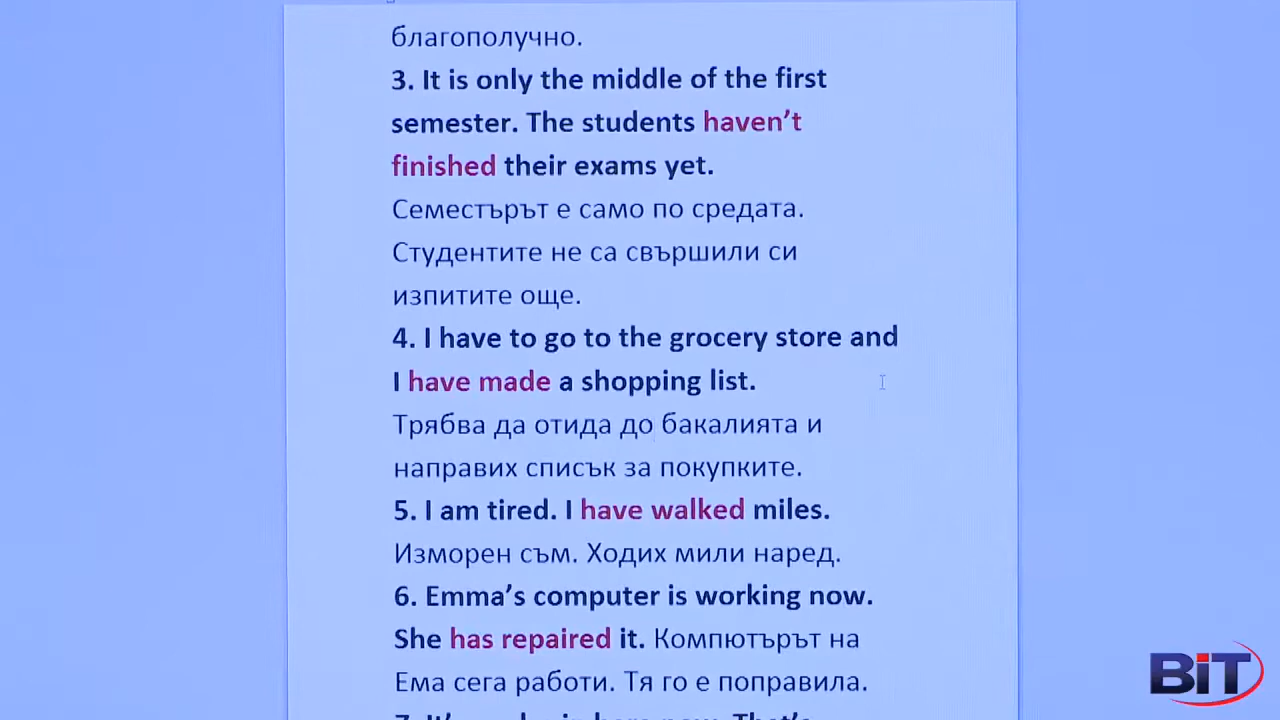 благополучно.
3. It is only the middle of the first
semester. The students haven’t
finished their exams yet.
Семестърът е само по средата.
Студентите не са свършили си
изпитите още.
4. I have to go to the grocery store and
I have made a shopping list.
Трябва да отида до бакалията и
направих списък за покупките.
5. I am tired. I have walked miles.
Изморен съм. Ходих мили наред.
6. Emma’s computer is working now.
She has repaired it. Компютърът на
Ема сега работи. Тя го е поправила.
BiT